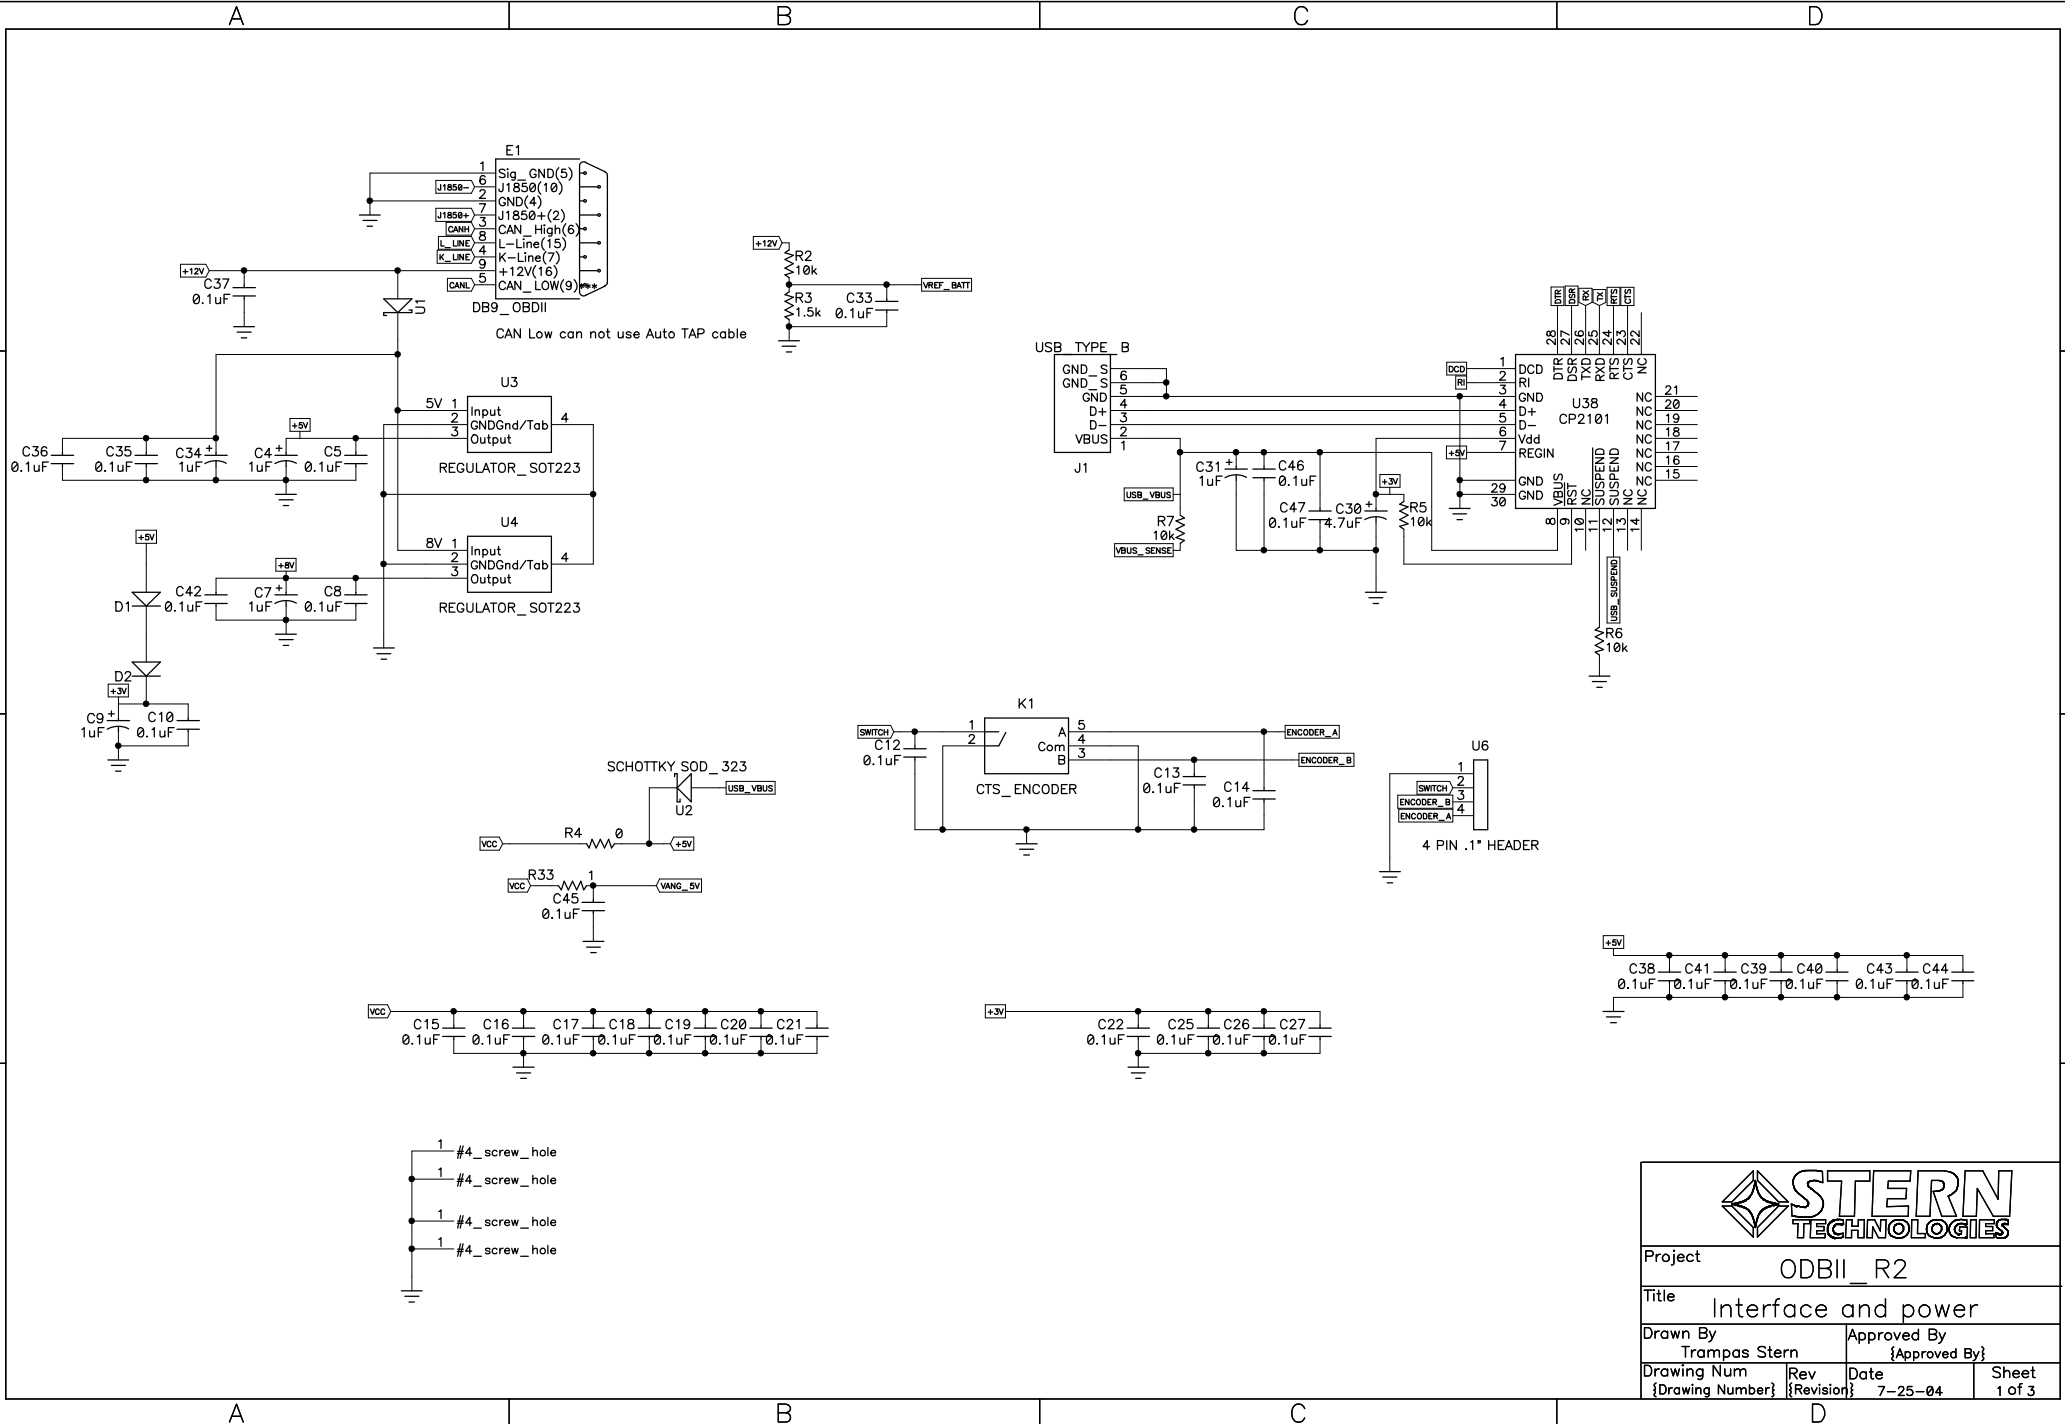 A B C D
E1
1 Sig_GND(5)
J1850- 6 J1850(10)
2 GND(4)
J1850+ 7 J1850+(2)
CANH 3 CAN_High(6)
L_LINE 8 L-Line(15)
K_LINE 4 K-Line(7)
+12V 9 +12V(16)
CANL 5 CAN_LOW(9)***
DB9_OBDII
CAN Low can not use Auto TAP cable
C37
0.1uF
U1
+12V
R2
10k
R3
1.5k
C33
0.1uF
VREF_BATT
U3
5V 1 Input
2 GNDGnd/Tab 4
3 Output
REGULATOR_SOT223
+5V
C36
0.1uF
C35
0.1uF
C34 +
1uF
C4 +
1uF
C5
0.1uF
U4
8V 1 Input
2 GNDGnd/Tab 4
3 Output
REGULATOR_SOT223
+8V
C42
0.1uF
C7 +
1uF
C8
0.1uF
+5V
D1
D2
+3V
C9 +
1uF
C10
0.1uF
USB_TYPE_B
GND_S
GND_S 6
GND 5
D+ 4
D- 3
VBUS 2
1
J1
USB_VBUS
R7
10k
VBUS_SENSE
C31 +
1uF
C46
0.1uF
C47
0.1uF
C30 +
4.7uF
+3V
R5
10k
DTR DSR RX TX RTS CTS
28 27 26 25 24 23 22
DTR DSR TXD RXD RTS CTS NC
DCD 1 DCD
RI 2 RI
3 GND
4 D+
5 D-
6 Vdd
+5V 7 REGIN
GND
29 GND
30
U38
CP2101
NC 21
NC 20
NC 19
NC 18
NC 17
NC 16
NC 15
VBUS RST NC SUSPEND SUSPEND NC NC
8 9 10 11 12 13 14
USB_SUSPEND
R6
10k
K1
SWITCH 1 A 5 ENCODER_A
2 Com 4
B 3 ENCODER_B
CTS_ENCODER
C12
0.1uF
C13
0.1uF
C14
0.1uF
U6
1
SWITCH 2
ENCODER_B 3
ENCODER_A 4
4 PIN .1" HEADER
SCHOTTKY SOD_323
USB_VBUS
U2
VCC R4 0 +5V
VCC R33 1 VANG_5V
C45
0.1uF
+5V
C38 C41 C39 C40 C43 C44
0.1uF 0.1uF 0.1uF 0.1uF 0.1uF 0.1uF
VCC
C15 C16 C17 C18 C19 C20 C21
0.1uF 0.1uF 0.1uF 0.1uF 0.1uF 0.1uF 0.1uF
+3V
C22 C25 C26 C27
0.1uF 0.1uF 0.1uF 0.1uF
1 #4_screw_hole
1 #4_screw_hole
1 #4_screw_hole
1 #4_screw_hole
STERN
TECHNOLOGIES
Project
ODBII_R2
Title
Interface and power
Drawn By
Trampas Stern
Approved By
{Approved By}
Drawing Num
{Drawing Number}
Rev
{Revision}
Date
7-25-04
Sheet
1 of 3
A B C D